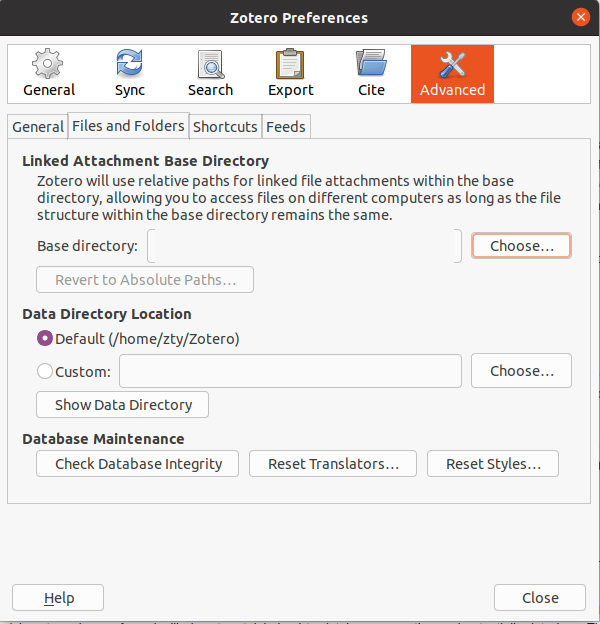 Zotero Preferences
General Sync Search Export Cite Advanced
General Files and Folders Shortcuts Feeds
Linked Attachment Base Directory
Zotero will use relative paths for linked file attachments within the base
directory, allowing you to access files on different computers as long as the file
structure within the base directory remains the same.
Base directory: Choose...
Revert to Absolute Paths...
Data Directory Location
Default (/home/zty/Zotero)
Custom: Choose...
Show Data Directory
Database Maintenance
Check Database Integrity Reset Translators... Reset Styles...
Help Close